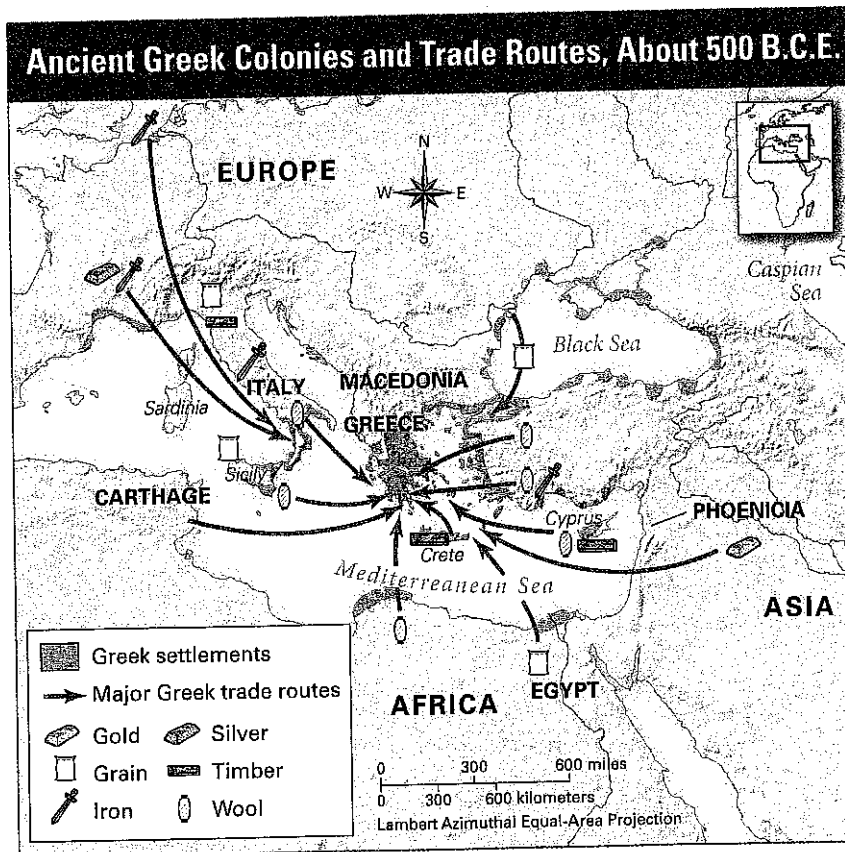 Ancient Greek Colonies and Trade Routes, About 500 B.C.E.
EUROPE
N
W
E
S
Caspian
Sea
Black Sea
ITALY
MACEDONIA
Sardinia
GREECE
Sicily
CARTHAGE
PHOENICIA
Cyprus
Crete
Mediterranean Sea
ASIA
Greek settlements
Major Greek trade routes
Gold
Silver
Grain
Timber
Iron
Wool
AFRICA
EGYPT
0 300 600 miles
0 300 600 kilometers
Lambert Azimuthal Equal-Area Projection